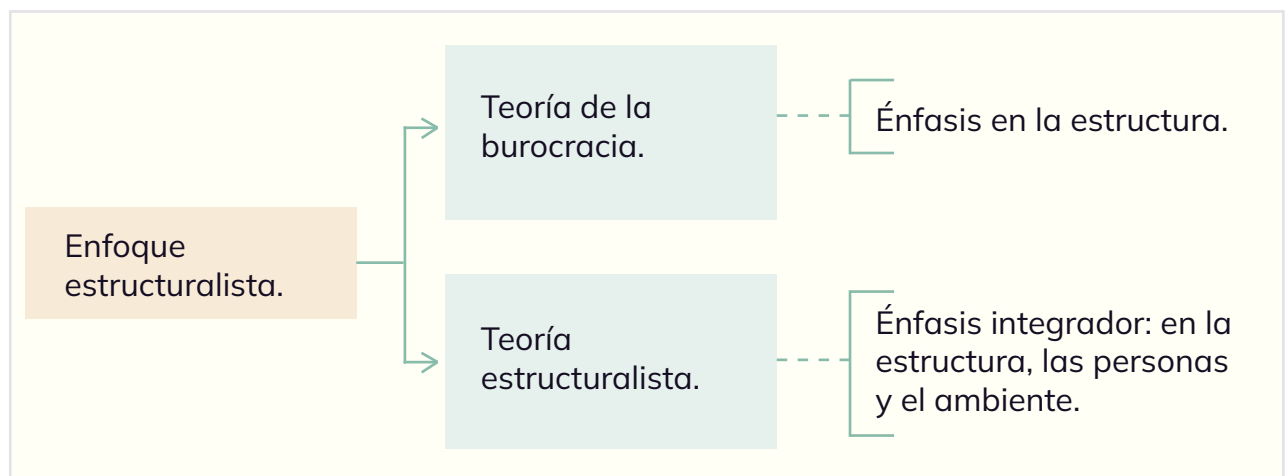 Enfoque
estructuralista.
Teoría de la
burocracia.
Énfasis en la estructura.
Teoría
estructuralista.
Énfasis integrador: en la
estructura, las personas
y el ambiente.